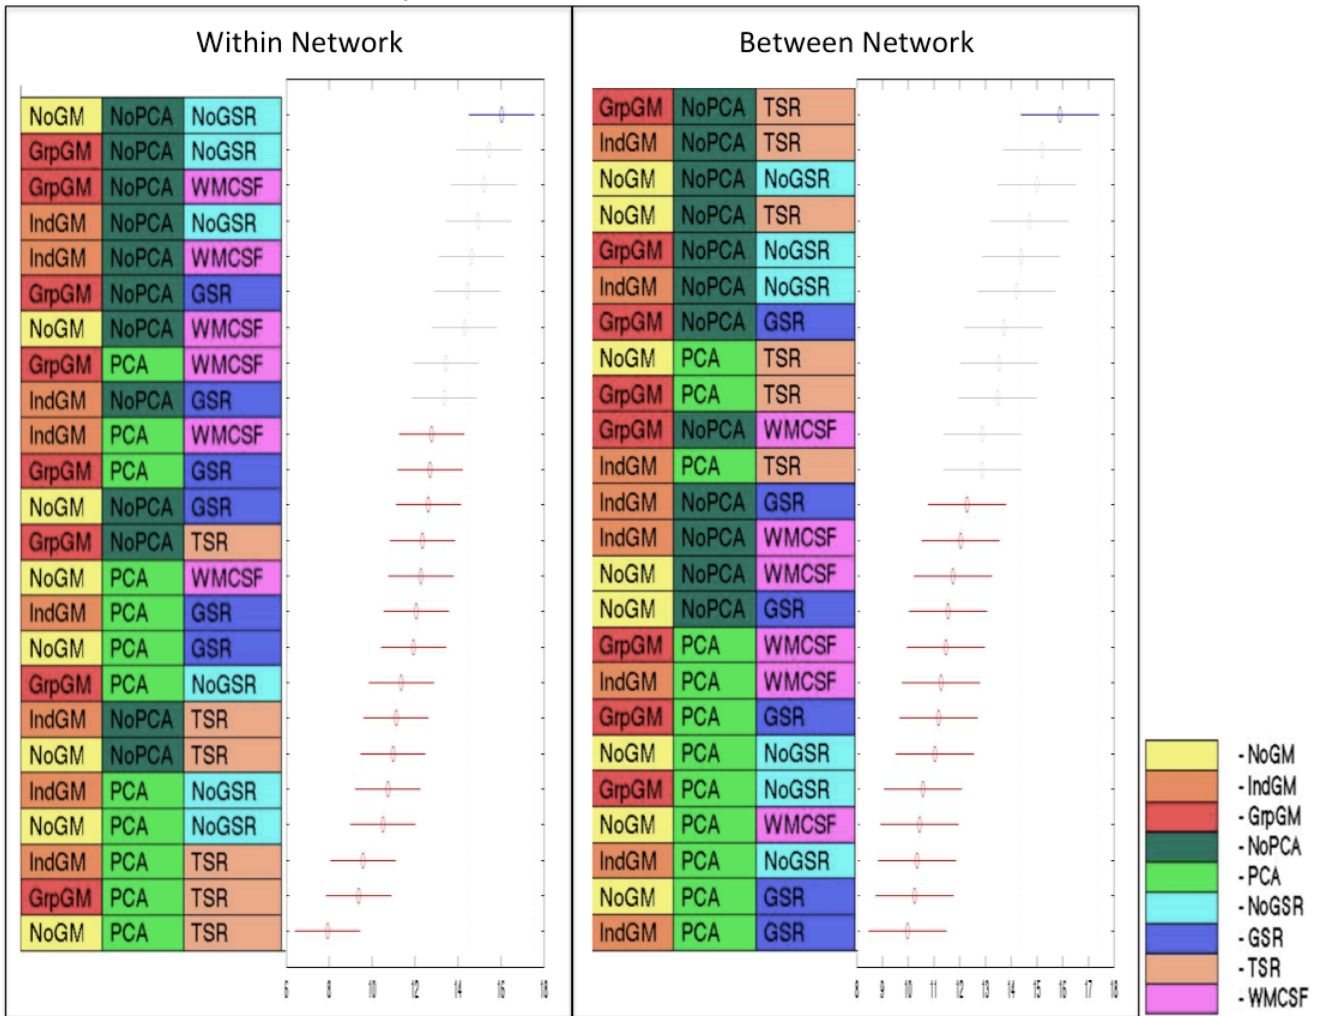 Within Network
NoGM NoPCA NoGSR
GrpGM NoPCA NoGSR
GrpGM NoPCA WMCSF
IndGM NoPCA NoGSR
IndGM NoPCA WMCSF
GrpGM NoPCA GSR
NoGM NoPCA WMCSF
GrpGM PCA WMCSF
IndGM NoPCA GSR
IndGM PCA WMCSF
GrpGM PCA GSR
NoGM NoPCA GSR
GrpGM NoPCA TSR
NoGM PCA WMCSF
IndGM PCA GSR
NoGM PCA GSR
GrpGM PCA NoGSR
IndGM NoPCA TSR
NoGM NoPCA TSR
IndGM PCA NoGSR
NoGM PCA NoGSR
IndGM PCA TSR
GrpGM PCA TSR
NoGM PCA TSR
6 8 10 12 14 16 18
Between Network
GrpGM NoPCA TSR
IndGM NoPCA TSR
NoGM NoPCA NoGSR
NoGM NoPCA TSR
GrpGM NoPCA NoGSR
IndGM NoPCA NoGSR
GrpGM NoPCA GSR
NoGM PCA TSR
GrpGM PCA TSR
GrpGM NoPCA WMCSF
IndGM PCA TSR
IndGM NoPCA GSR
IndGM NoPCA WMCSF
NoGM NoPCA WMCSF
NoGM NoPCA GSR
GrpGM PCA WMCSF
IndGM PCA WMCSF
GrpGM PCA GSR
NoGM PCA NoGSR
GrpGM PCA NoGSR
NoGM PCA WMCSF
IndGM PCA NoGSR
NoGM PCA GSR
IndGM PCA GSR
8 9 10 11 12 13 14 15 16 17 18
- NoGM
- IndGM
- GrpGM
- NoPCA
- PCA
- NoGSR
- GSR
- TSR
- WMCSF